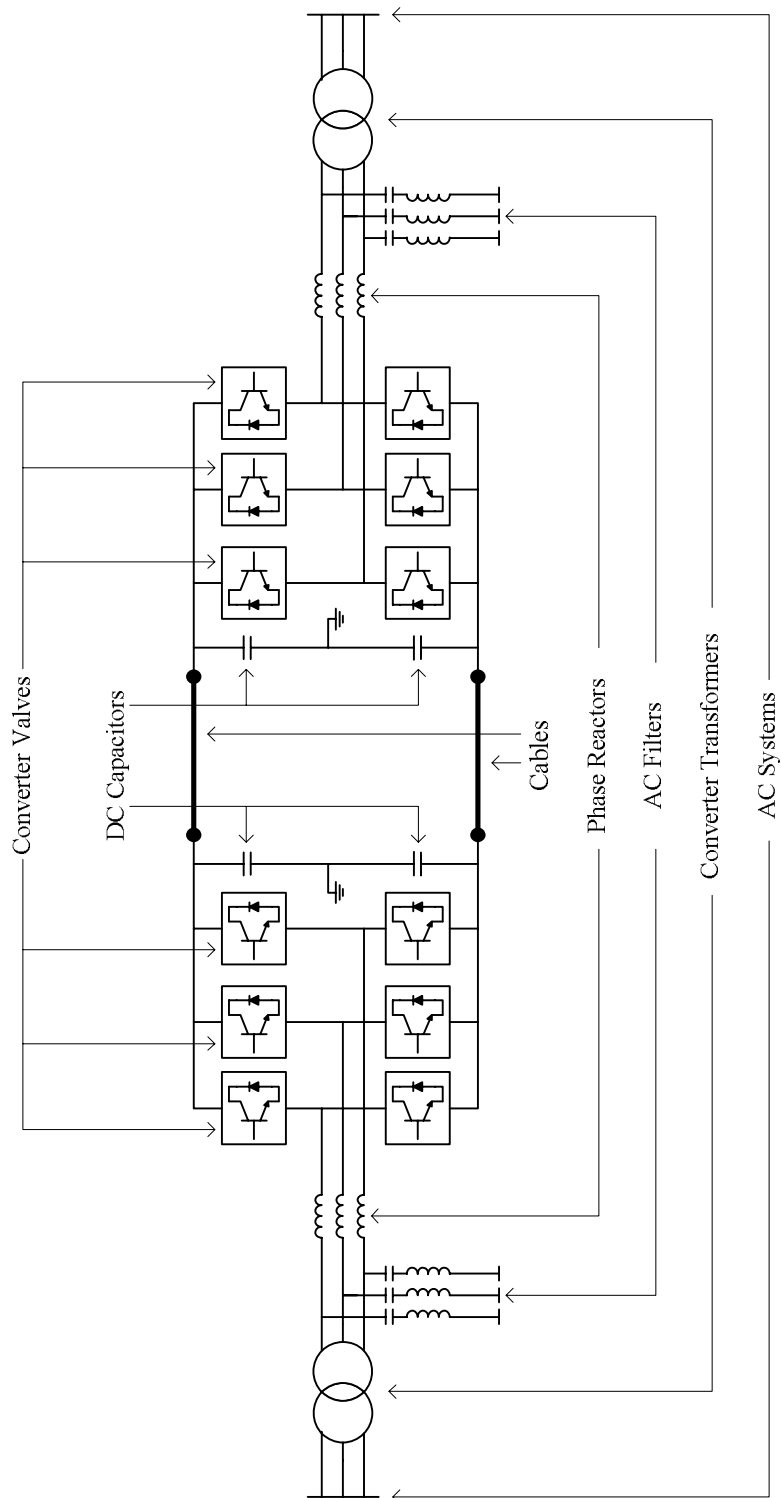 Converter Valves
DC Capacitors
Cables
Phase Reactors
AC Filters
Converter Transformers
AC Systems